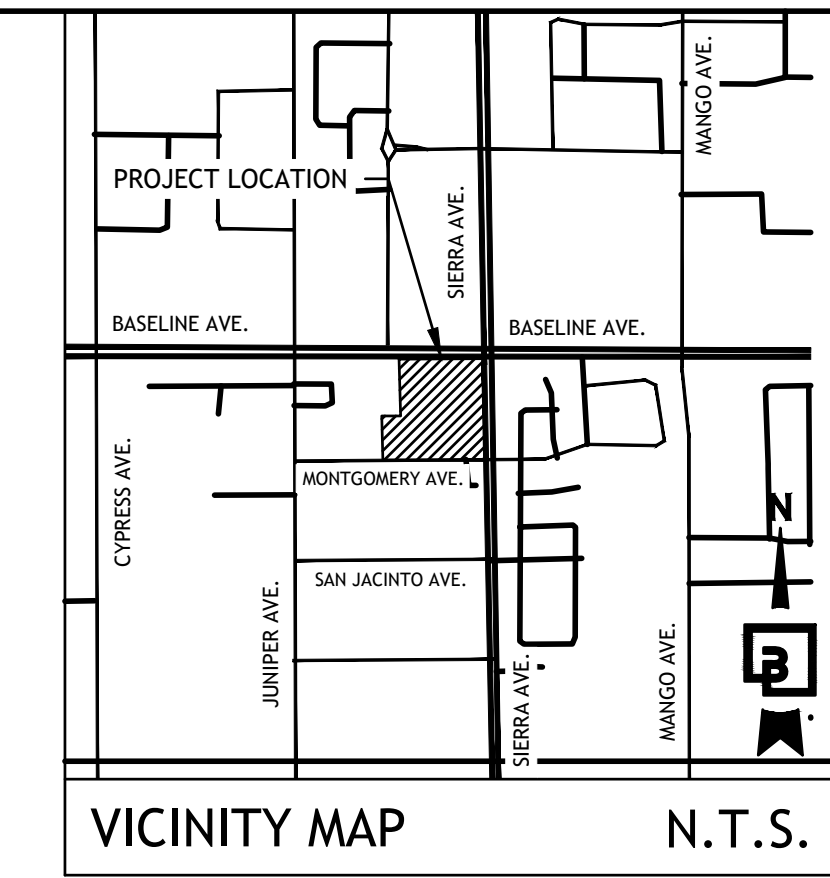 MANGO AVE.
PROJECT LOCATION
SIERRA AVE.
BASELINE AVE.
BASELINE AVE.
CYPRESS AVE.
MONTGOMERY AVE.
N
SAN JACINTO AVE.
JUNIPER AVE.
SIERRA AVE.
MANGO AVE.
B
VICINITY MAP N.T.S.